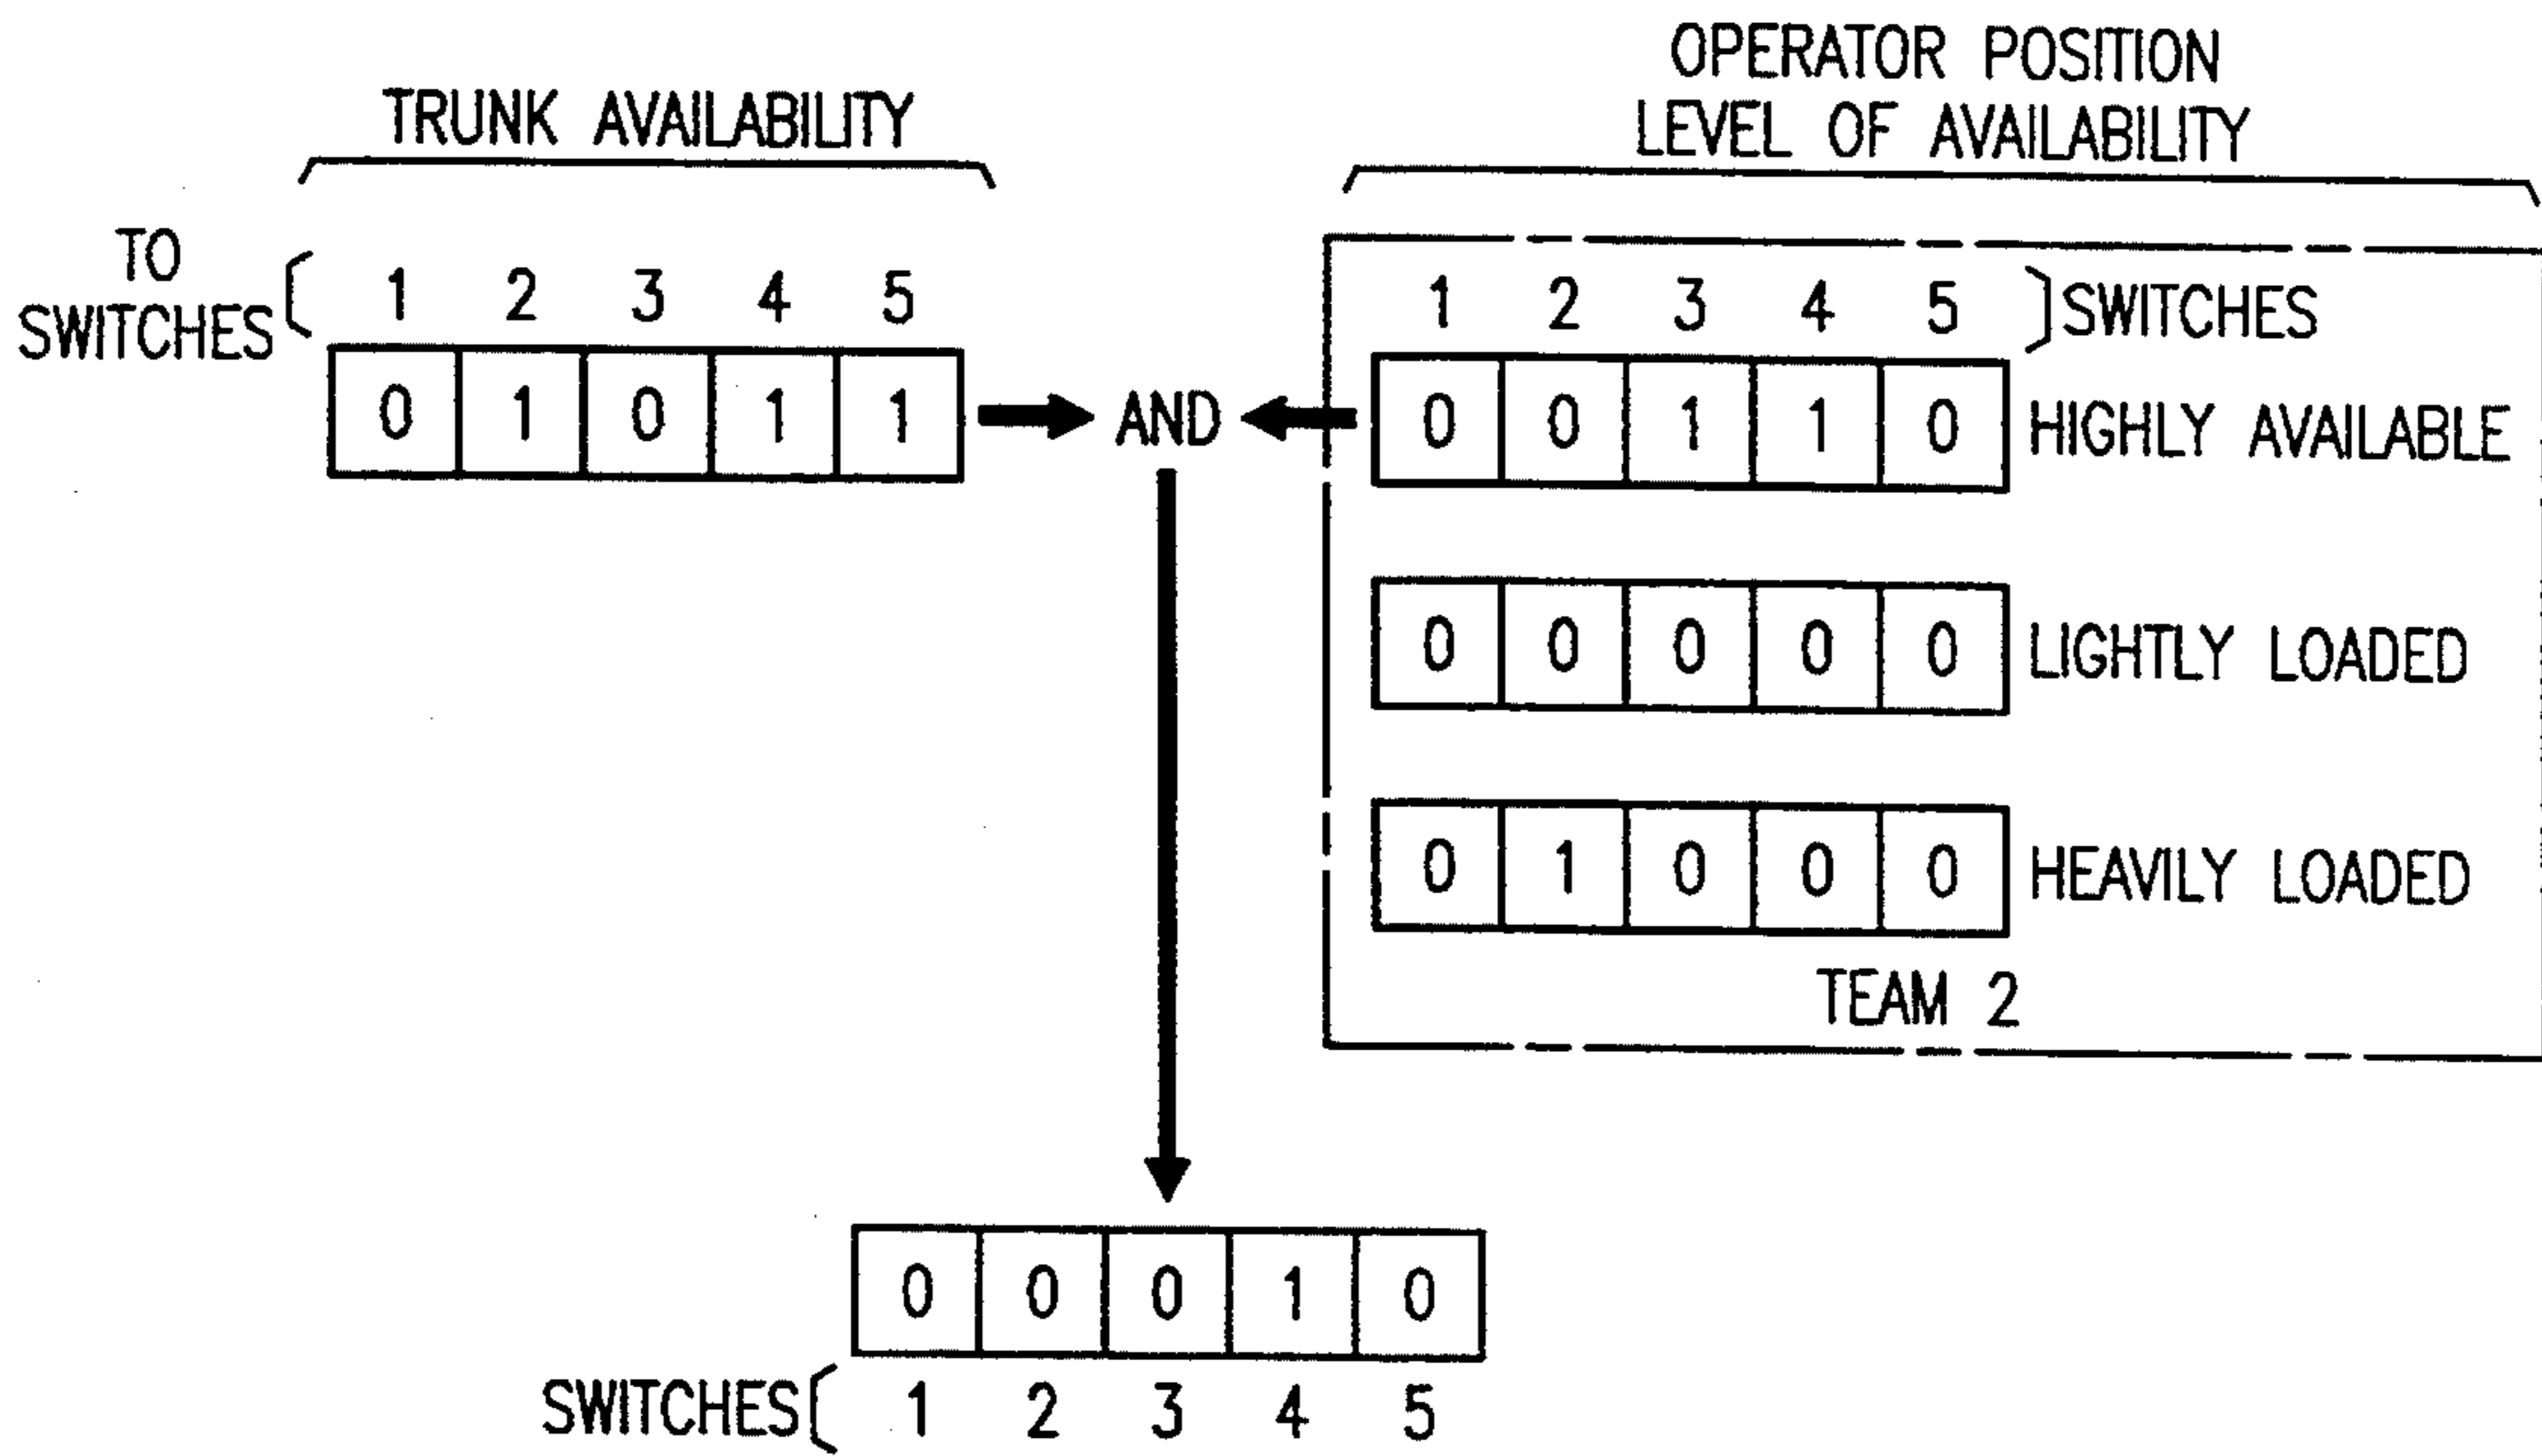 TRUNK AVAILABILITY
TO
SWITCHES
1 2 3 4 5
0 1 0 1 1
AND
OPERATOR POSITION
LEVEL OF AVAILABILITY
1 2 3 4 5 SWITCHES
0 0 1 1 0 HIGHLY AVAILABLE
0 0 0 0 0 LIGHTLY LOADED
0 1 0 0 0 HEAVILY LOADED
TEAM 2
0 0 0 1 0
SWITCHES 1 2 3 4 5